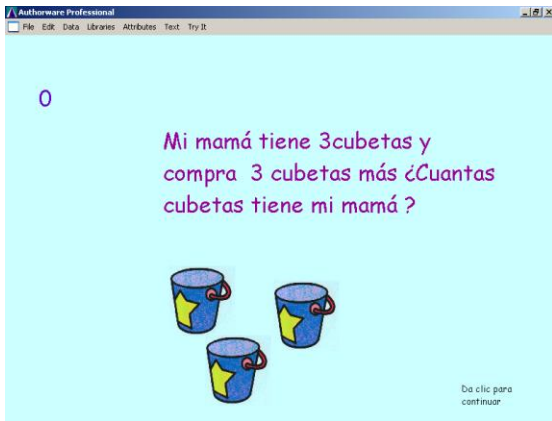 Authorware Professional
File Edit Data Libraries Attributes Text Try It
0
Mi mamá tiene 3cubetas y
compra 3 cubetas más ¿Cuantas
cubetas tiene mi mamá ?
Da clic para
continuar